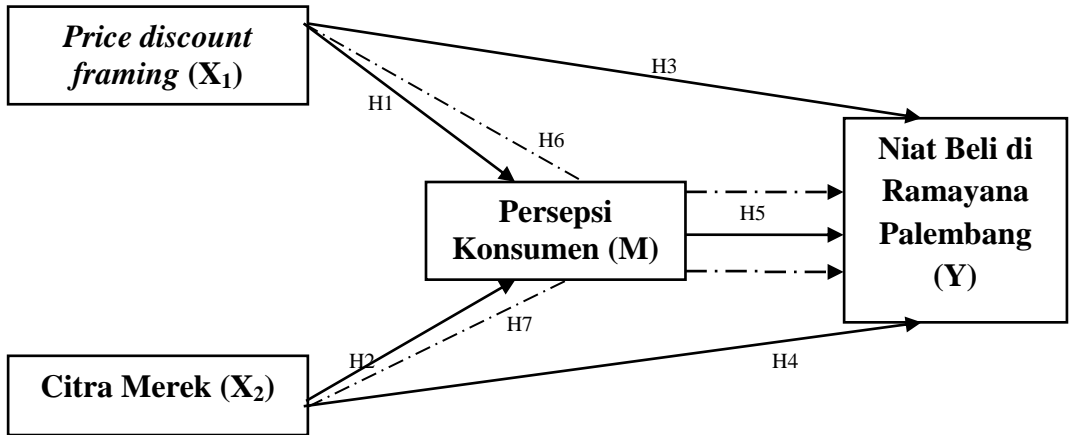 Price discount
framing (X₁)
H3
H1
H6
Niat Beli di
Ramayana
Palembang
(Y)
Persepsi
Konsumen (M)
H5
H7
H2
H4
Citra Merek (X₂)